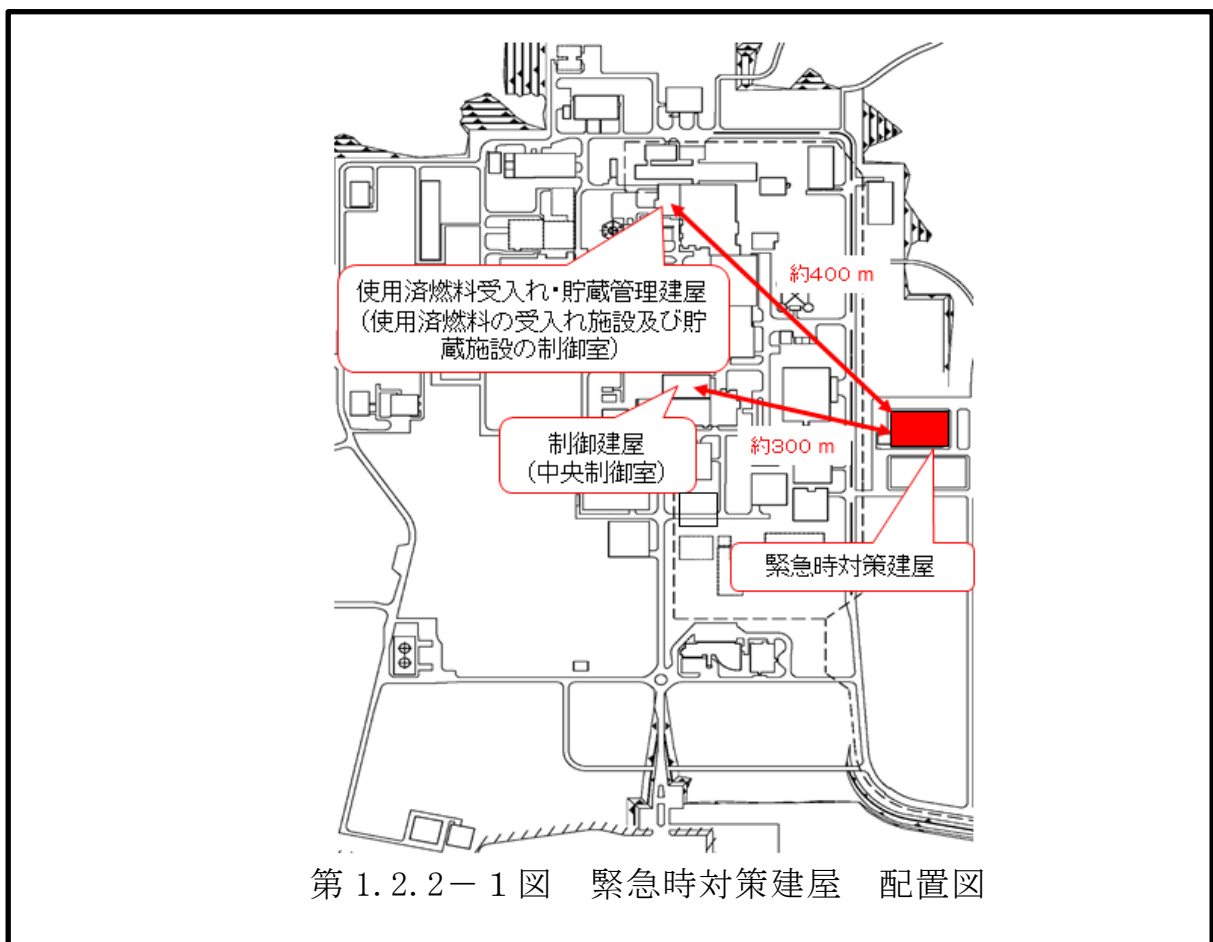 約400 m
使用済燃料受入れ・貯蔵管理建屋
（使用済燃料の受入れ施設及び貯
蔵施設の制御室）
制御建屋
（中央制御室）
約300 m
緊急時対策建屋
第 1.2.2－1図　緊急時対策建屋　配置図